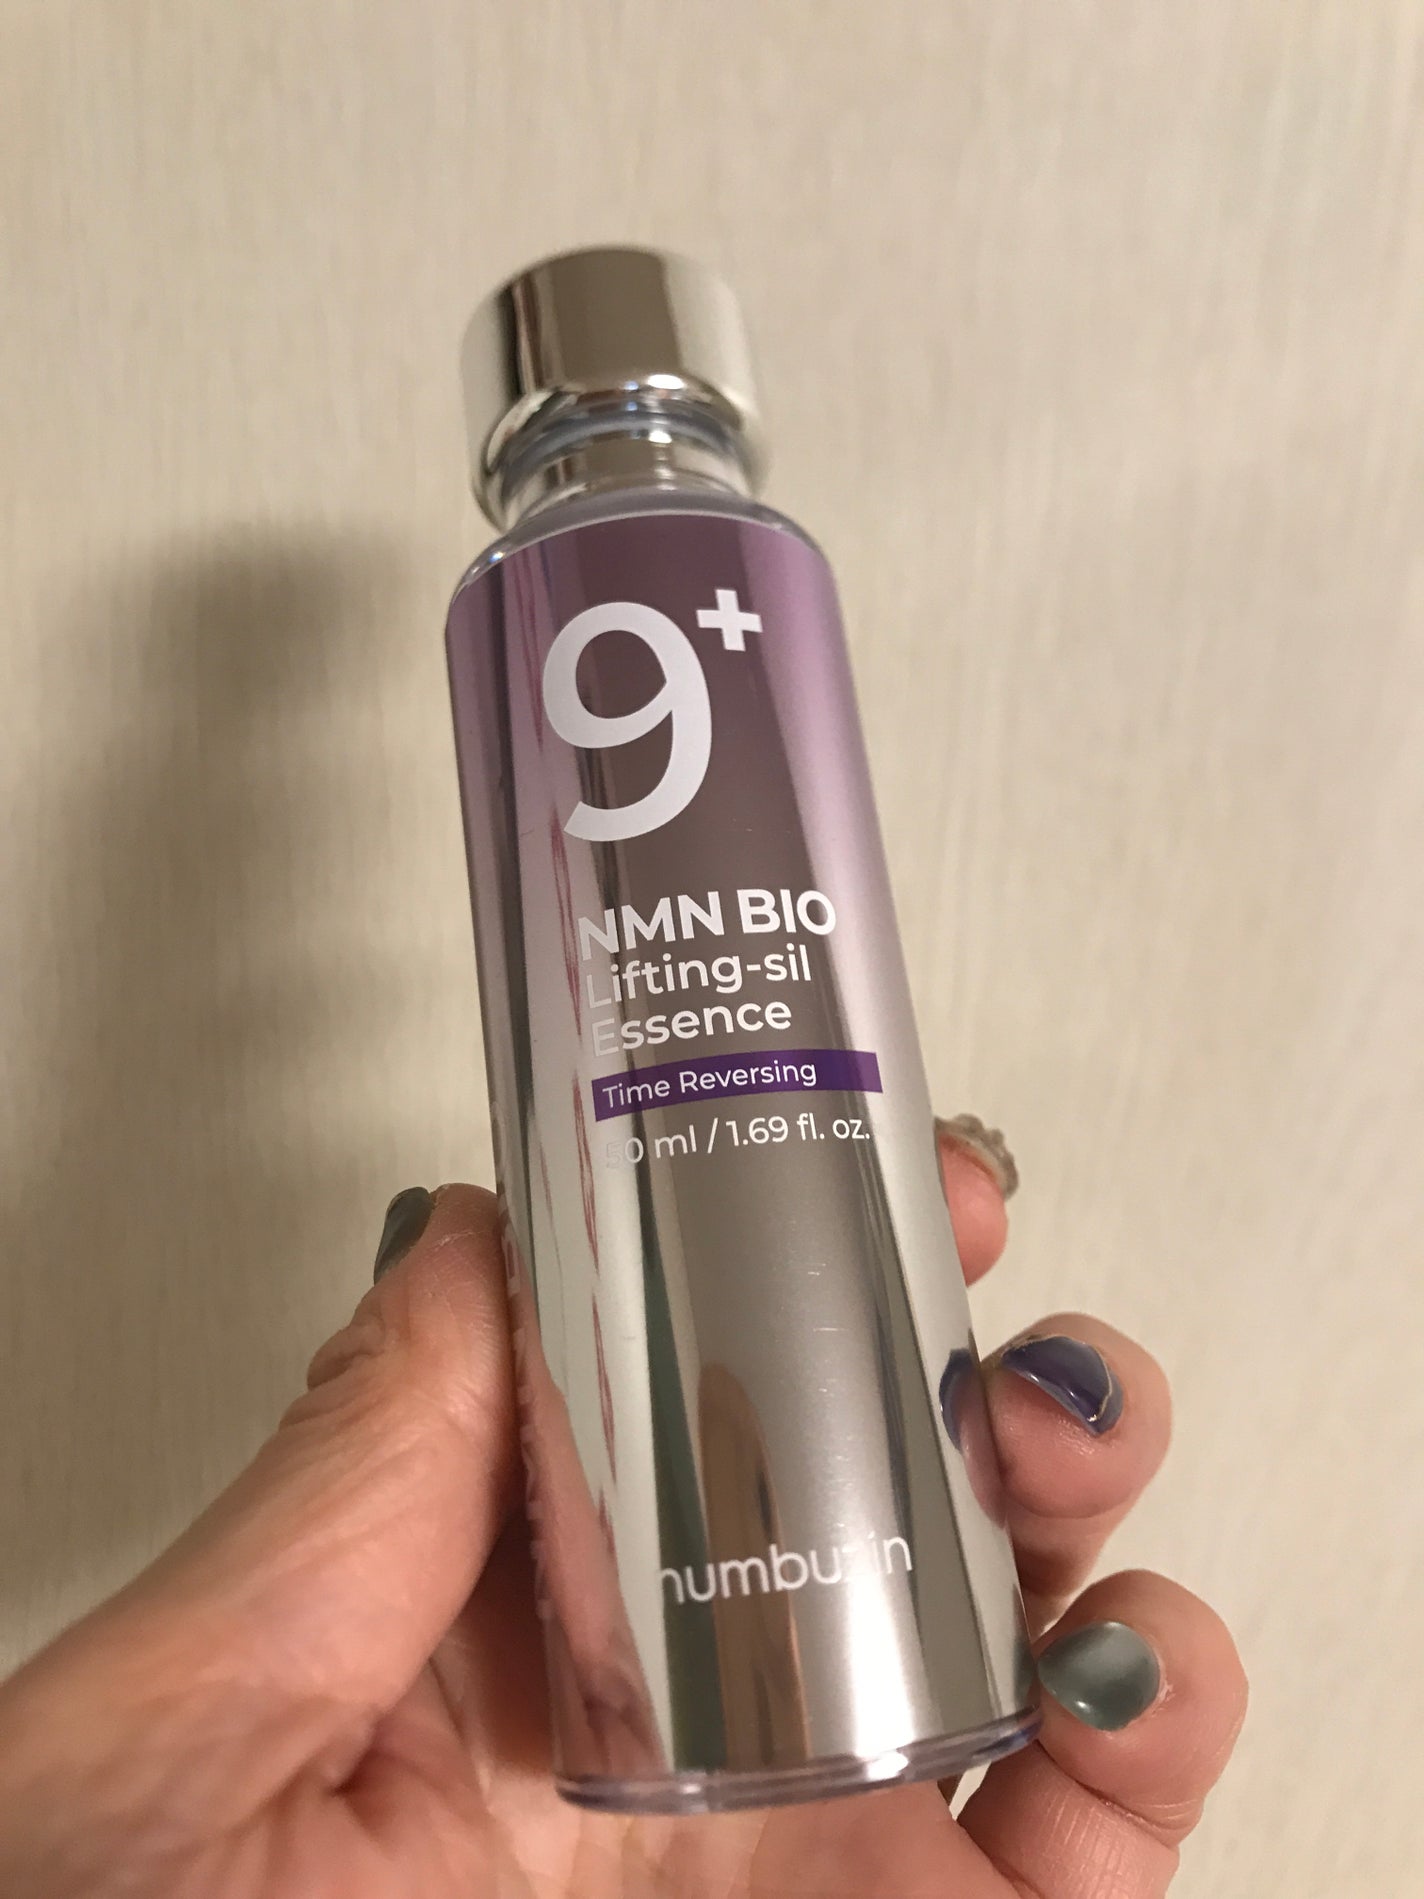 9+
NMN BIO
Lifting-sil
Essence
Time Reversing
50 ml / 1.69 fl. oz.
numbuzin